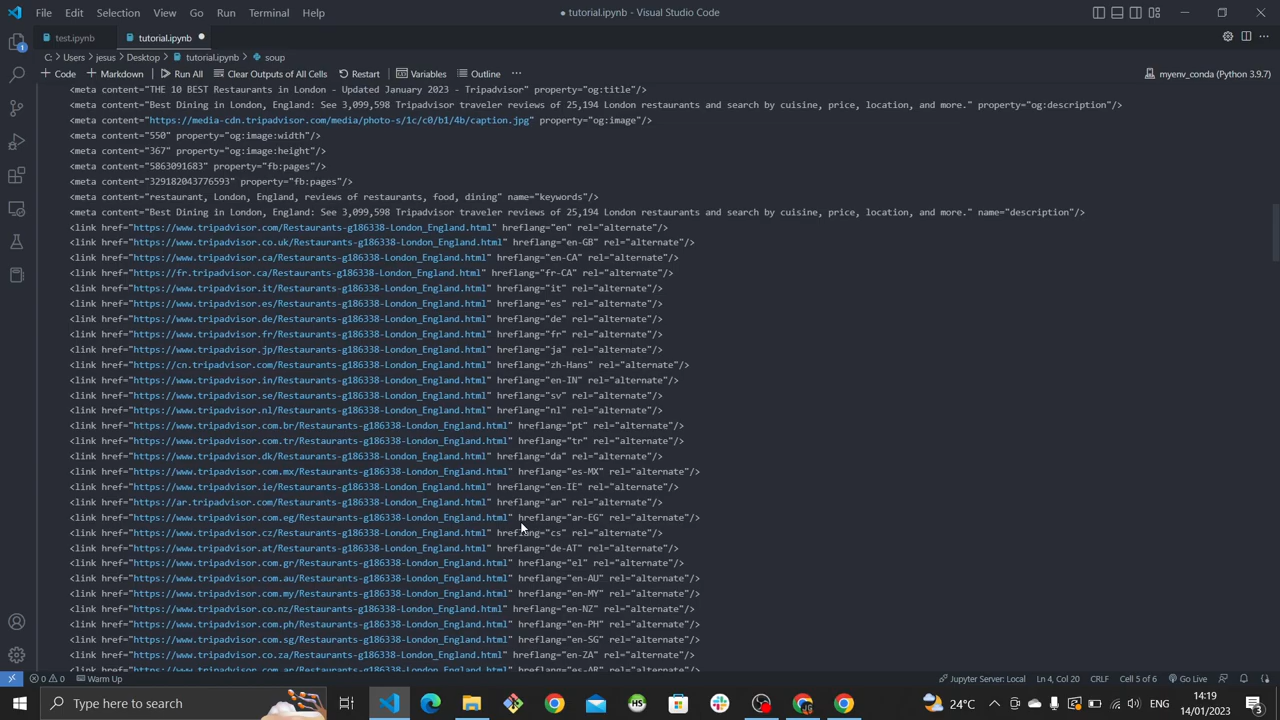 File Edit Selection View Go Run Terminal Help
● tutorial.ipynb - Visual Studio Code
test.ipynb tutorial.ipynb ●
C: > Users > jesus > Desktop > tutorial.ipynb > soup
+ Code + Markdown Run All Clear Outputs of All Cells Restart Variables Outline ··· myenv_conda (Python 3.9.7)
<meta content="THE 10 BEST Restaurants in London - Updated January 2023 - Tripadvisor" property="og:title"/>
<meta content="Best Dining in London, England: See 3,099,598 Tripadvisor traveler reviews of 25,194 London restaurants and search by cuisine, price, location, and more." property="og:description"/>
<meta content="https://media-cdn.tripadvisor.com/media/photo-s/1c/c0/b1/4b/caption.jpg" property="og:image"/>
<meta content="550" property="og:image:width"/>
<meta content="367" property="og:image:height"/>
<meta content="5863091683" property="fb:pages"/>
<meta content="329182043776593" property="fb:pages"/>
<meta content="restaurant, London, England, reviews of restaurants, food, dining" name="keywords"/>
<meta content="Best Dining in London, England: See 3,099,598 Tripadvisor traveler reviews of 25,194 London restaurants and search by cuisine, price, location, and more." name="description"/>
<link href="https://www.tripadvisor.com/Restaurants-g186338-London_England.html" hreflang="en" rel="alternate"/>
<link href="https://www.tripadvisor.co.uk/Restaurants-g186338-London_England.html" hreflang="en-GB" rel="alternate"/>
<link href="https://www.tripadvisor.ca/Restaurants-g186338-London_England.html" hreflang="en-CA" rel="alternate"/>
<link href="https://fr.tripadvisor.ca/Restaurants-g186338-London_England.html" hreflang="fr-CA" rel="alternate"/>
<link href="https://www.tripadvisor.it/Restaurants-g186338-London_England.html" hreflang="it" rel="alternate"/>
<link href="https://www.tripadvisor.es/Restaurants-g186338-London_England.html" hreflang="es" rel="alternate"/>
<link href="https://www.tripadvisor.de/Restaurants-g186338-London_England.html" hreflang="de" rel="alternate"/>
<link href="https://www.tripadvisor.fr/Restaurants-g186338-London_England.html" hreflang="fr" rel="alternate"/>
<link href="https://www.tripadvisor.jp/Restaurants-g186338-London_England.html" hreflang="ja" rel="alternate"/>
<link href="https://cn.tripadvisor.com/Restaurants-g186338-London_England.html" hreflang="zh-Hans" rel="alternate"/>
<link href="https://www.tripadvisor.in/Restaurants-g186338-London_England.html" hreflang="en-IN" rel="alternate"/>
<link href="https://www.tripadvisor.se/Restaurants-g186338-London_England.html" hreflang="sv" rel="alternate"/>
<link href="https://www.tripadvisor.nl/Restaurants-g186338-London_England.html" hreflang="nl" rel="alternate"/>
<link href="https://www.tripadvisor.com.br/Restaurants-g186338-London_England.html" hreflang="pt" rel="alternate"/>
<link href="https://www.tripadvisor.com.tr/Restaurants-g186338-London_England.html" hreflang="tr" rel="alternate"/>
<link href="https://www.tripadvisor.dk/Restaurants-g186338-London_England.html" hreflang="da" rel="alternate"/>
<link href="https://www.tripadvisor.com.mx/Restaurants-g186338-London_England.html" hreflang="es-MX" rel="alternate"/>
<link href="https://www.tripadvisor.ie/Restaurants-g186338-London_England.html" hreflang="en-IE" rel="alternate"/>
<link href="https://ar.tripadvisor.com/Restaurants-g186338-London_England.html" hreflang="ar" rel="alternate"/>
<link href="https://www.tripadvisor.com.eg/Restaurants-g186338-London_England.html" hreflang="ar-EG" rel="alternate"/>
<link href="https://www.tripadvisor.cz/Restaurants-g186338-London_England.html" hreflang="cs" rel="alternate"/>
<link href="https://www.tripadvisor.at/Restaurants-g186338-London_England.html" hreflang="de-AT" rel="alternate"/>
<link href="https://www.tripadvisor.com.gr/Restaurants-g186338-London_England.html" hreflang="el" rel="alternate"/>
<link href="https://www.tripadvisor.com.au/Restaurants-g186338-London_England.html" hreflang="en-AU" rel="alternate"/>
<link href="https://www.tripadvisor.com.my/Restaurants-g186338-London_England.html" hreflang="en-MY" rel="alternate"/>
<link href="https://www.tripadvisor.co.nz/Restaurants-g186338-London_England.html" hreflang="en-NZ" rel="alternate"/>
<link href="https://www.tripadvisor.com.ph/Restaurants-g186338-London_England.html" hreflang="en-PH" rel="alternate"/>
<link href="https://www.tripadvisor.com.sg/Restaurants-g186338-London_England.html" hreflang="en-SG" rel="alternate"/>
<link href="https://www.tripadvisor.co.za/Restaurants-g186338-London_England.html" hreflang="en-ZA" rel="alternate"/>
<link href="https://www.tripadvisor.com.ar/Restaurants-g186338-London_England.html" hreflang="es-AR" rel="alternate"/>
0 0 Warm Up Jupyter Server: Local Ln 4, Col 20 CRLF Cell 5 of 6 Go Live
Type here to search HS 24°C ENG 14:19
14/01/2023
1